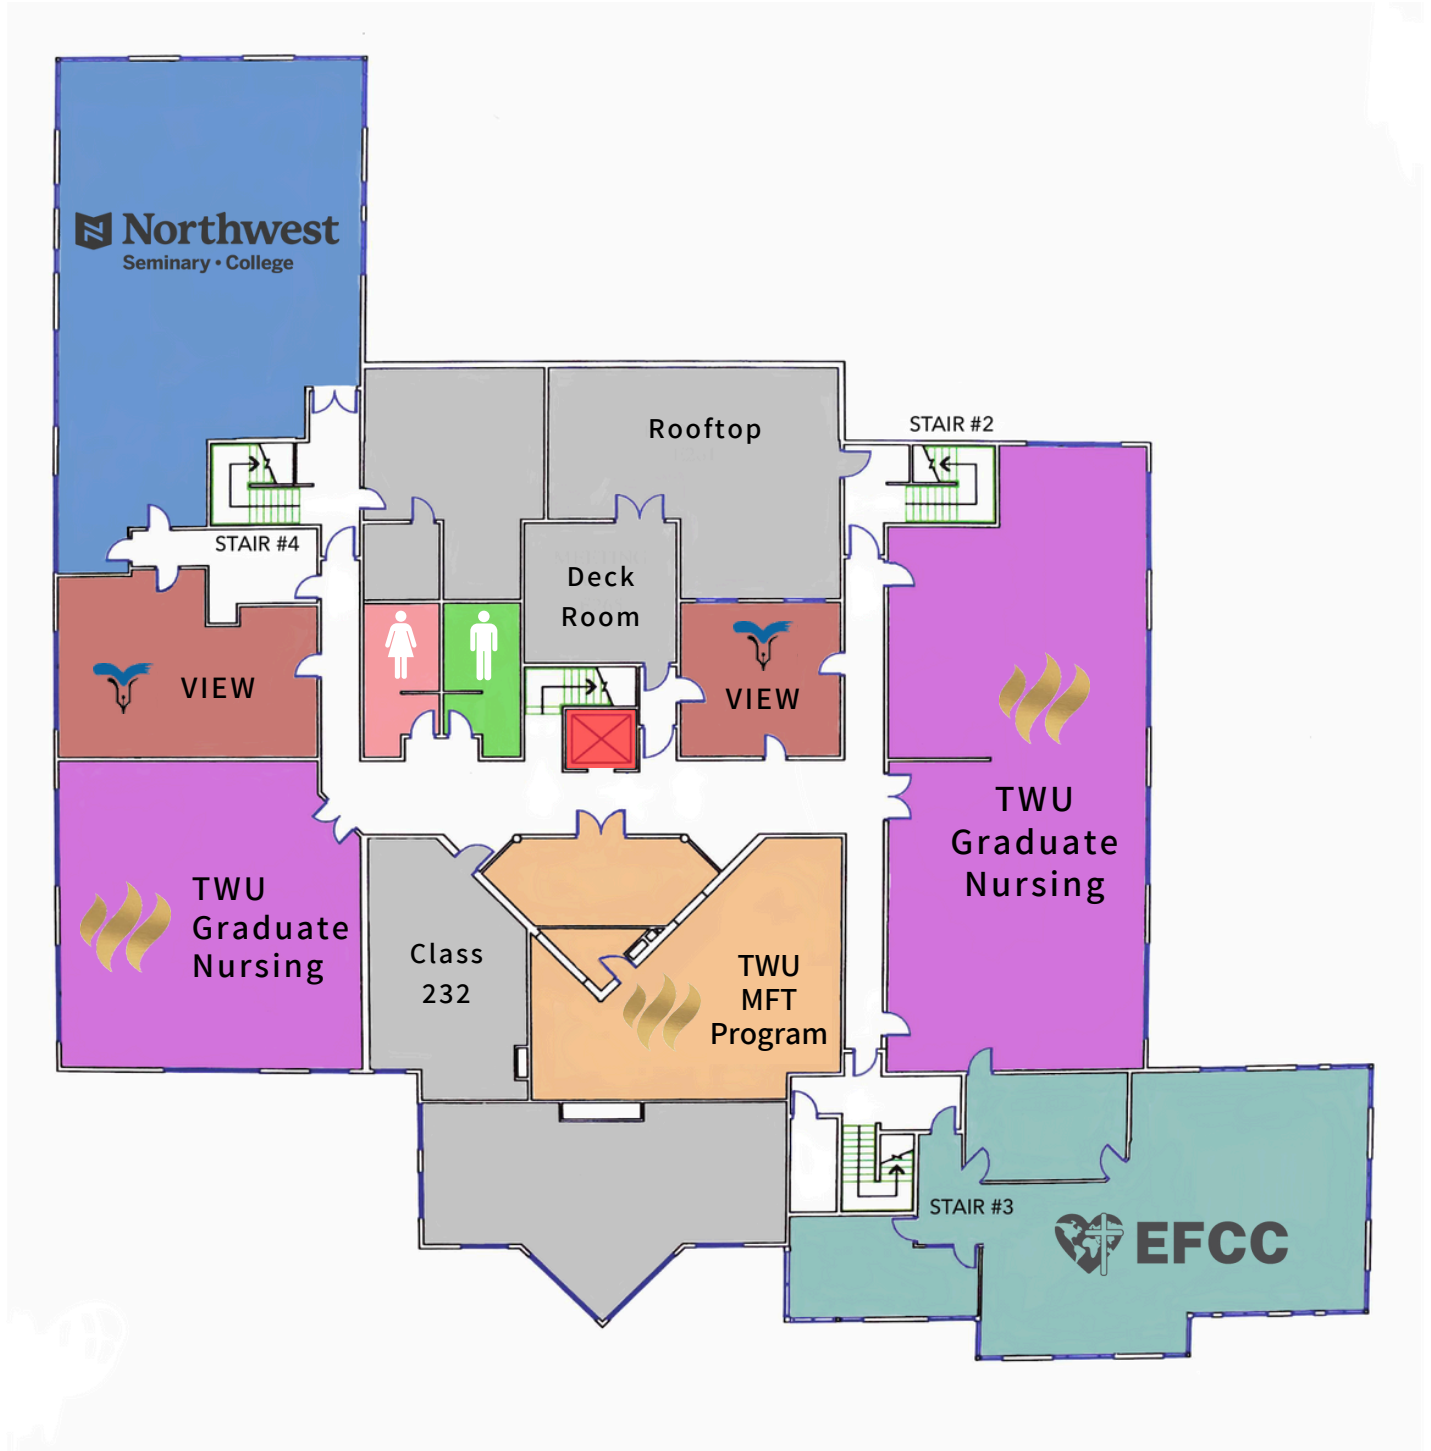 Northwest
Seminary • College
STAIR #2
Rooftop
STAIR #4
Deck
Room
VIEW
VIEW
TWU
Graduate
Nursing
TWU
Graduate
Nursing
Class
232
TWU
MFT
Program
STAIR #3
EFCC